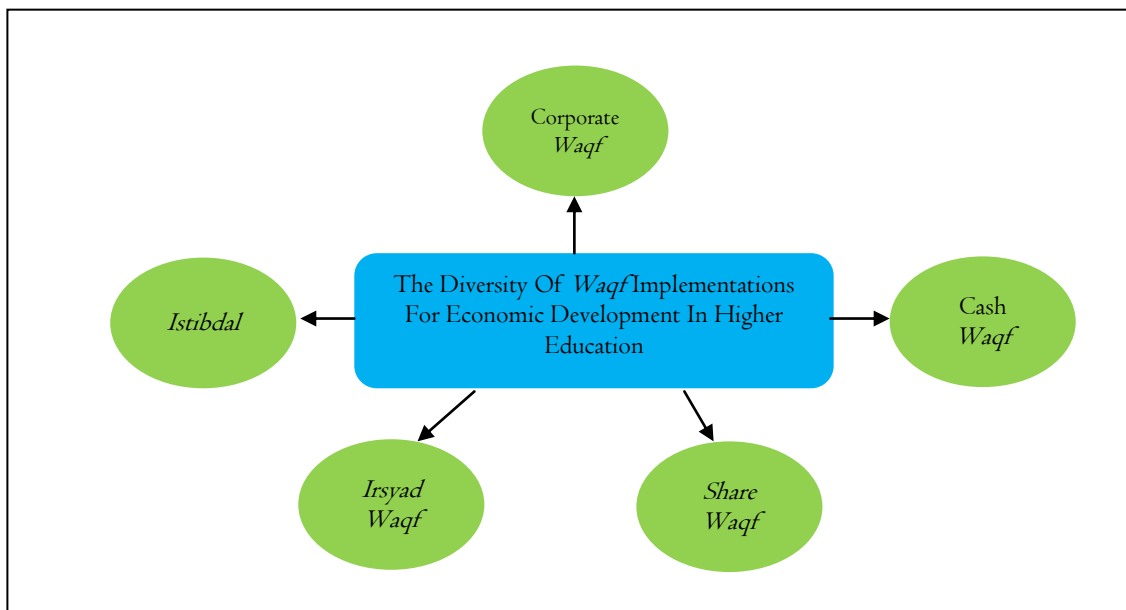 Corporate
Waqf
The Diversity Of Waqf Implementations
For Economic Development In Higher
Education
Istibdal
Cash
Waqf
Irsyad
Waqf
Share
Waqf